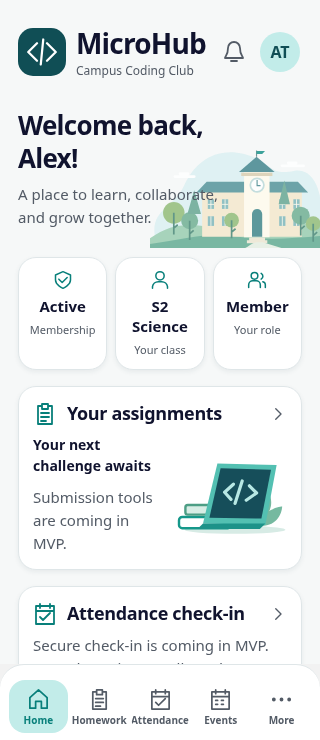 MicroHub
Campus Coding Club
AT
Welcome back,
Alex!
A place to learn, collaborate,
and grow together.
Active
Membership
S2
Science
Your class
Member
Your role
Your assignments
Your next
challenge awaits
Submission tools
are coming in
MVP.
Attendance check-in
Secure check-in is coming in MVP.
Home
Homework
Attendance
Events
More